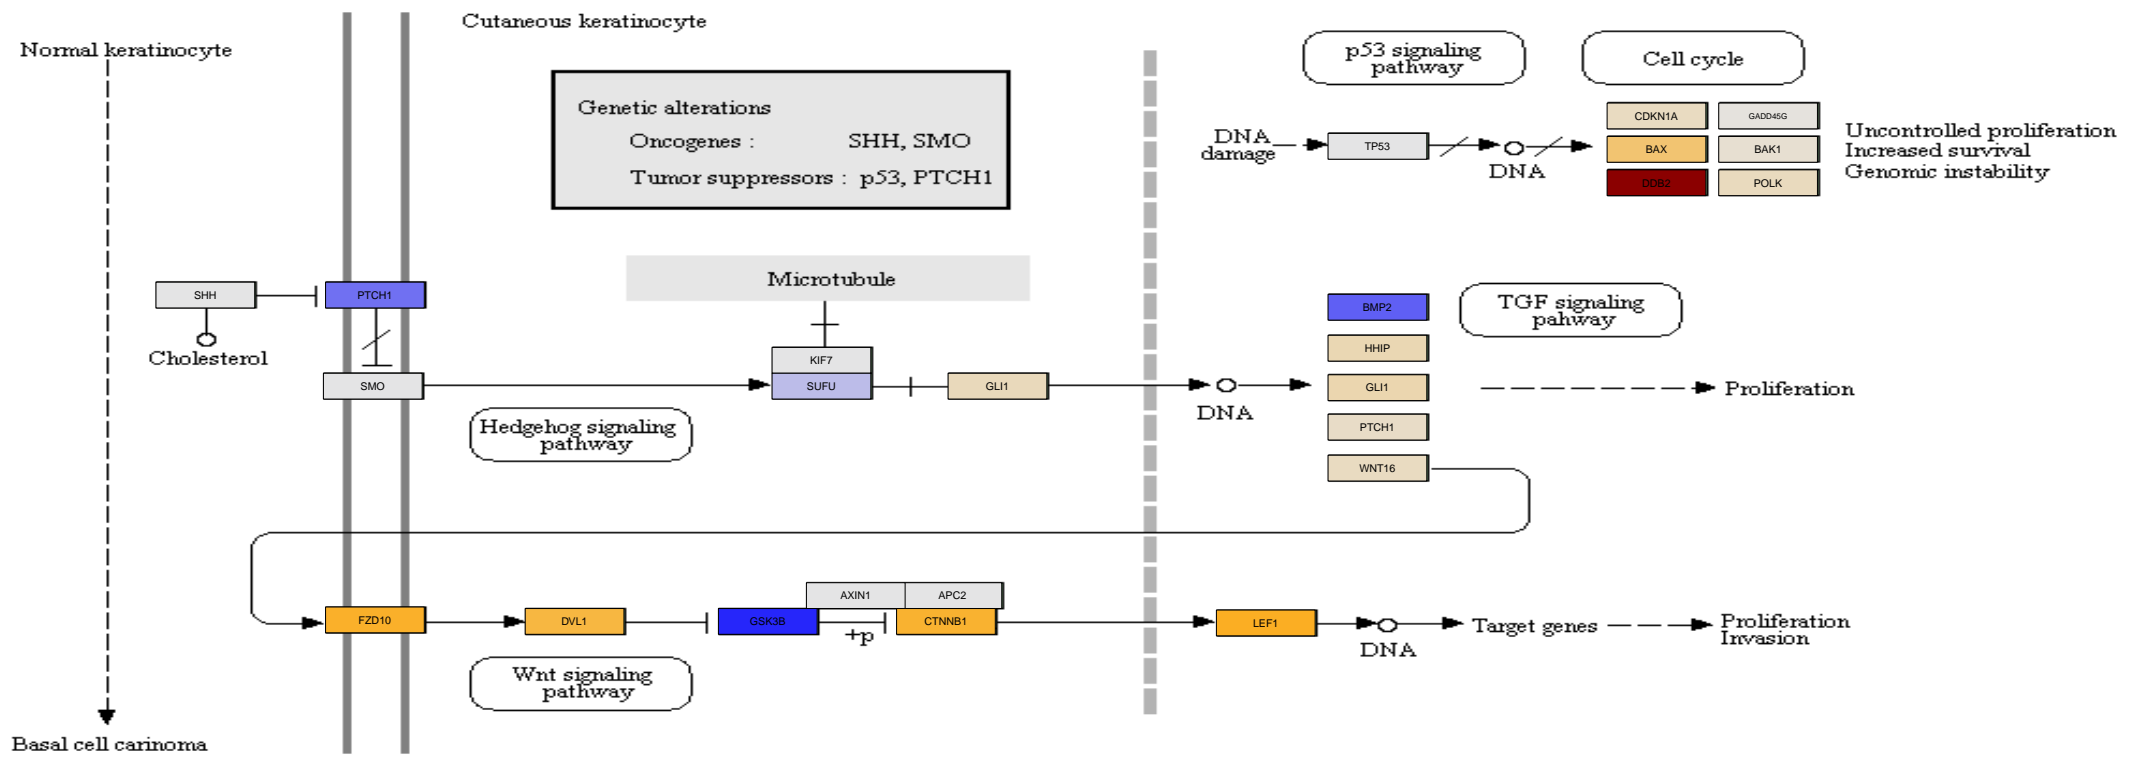 Cutaneous keratinocyte
Normal keratinocyte
Genetic alterations
Oncogenes : SHH, SMO
Tumor suppressors : p53, PTCH1
p53 signaling
pathway
Cell cycle
DNA
damage
TP53
DNA
CDKN1A
GADD45G
BAX
BAK1
DDB2
POLK
Uncontrolled proliferation
Increased survival
Genomic instability
SHH
PTCH1
Cholesterol
SMO
Microtubule
KIF7
SUFU
GLI1
Hedgehog signaling
pathway
DNA
BMP2
HHIP
GLI1
PTCH1
WNT16
TGF signaling
pahway
Proliferation
FZD10
DVL1
GSK3B
AXIN1
APC2
CTNNB1
+p
LEF1
DNA
Target genes
Proliferation
Invasion
Wnt signaling
pathway
Basal cell carinoma